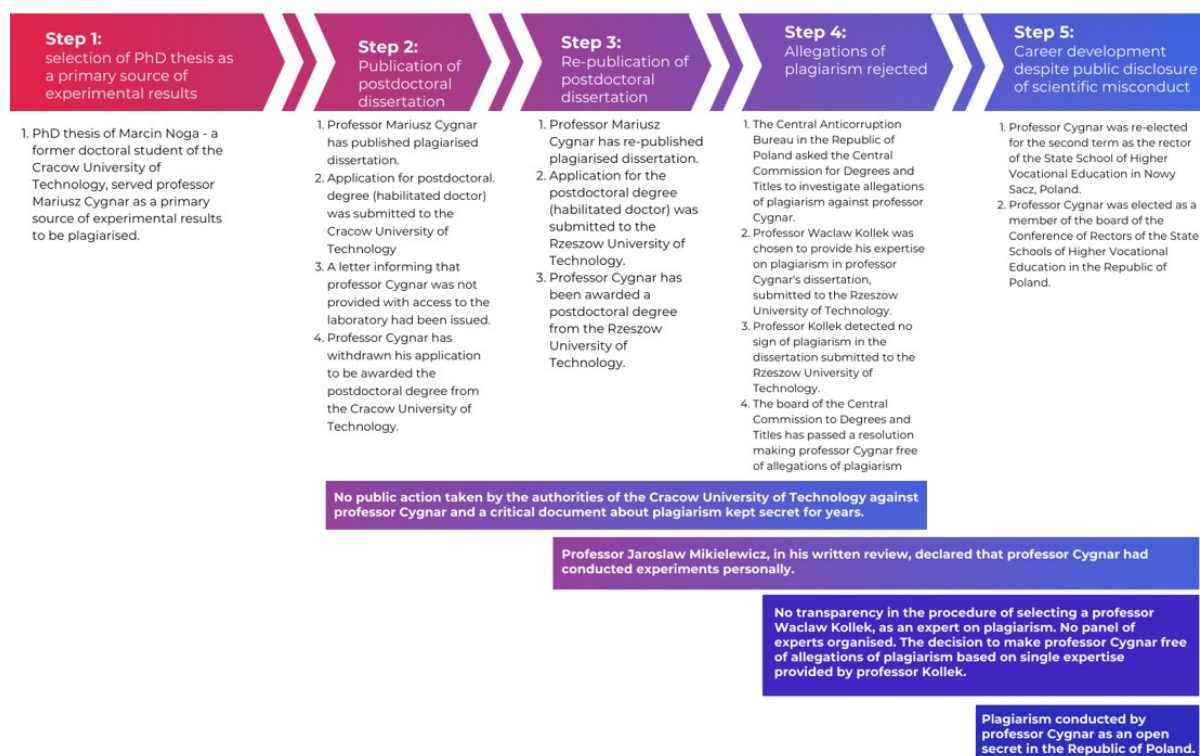 Step 1:
selection of PhD thesis as
a primary source of
experimental results
1. PhD thesis of Marcin Noga - a
former doctoral student of the
Cracow University of
Technology, served professor
Mariusz Cygnar as a primary
source of experimental results
to be plagiarised.
Step 2:
Publication of
postdoctoral
dissertation
1. Professor Mariusz Cygnar
has published plagiarised
dissertation.
2. Application for postdoctoral.
degree (habilitated doctor)
was submitted to the
Cracow University of
Technology
3. A letter informing that
professor Cygnar was not
provided with access to the
laboratory had been issued.
4. Professor Cygnar has
withdrawn his application
to be awarded the
postdoctoral degree from
the Cracow University of
Technology.
Step 3:
Re-publication of
postdoctoral
dissertation
1. Professor Mariusz
Cygnar has re-published
plagiarised dissertation.
2. Application for the
postdoctoral degree
(habilitated doctor) was
submitted to the
Rzeszow University of
Technology.
3. Professor Cygnar has
been awarded a
postdoctoral degree
from the Rzeszow
University of
Technology.
Step 4:
Allegations of
plagiarism rejected
1. The Central Anticorruption
Bureau in the Republic of
Poland asked the Central
Commission for Degrees and
Titles to investigate allegations
of plagiarism against professor
Cygnar.
2. Professor Waclaw Kollek was
chosen to provide his expertise
on plagiarism in professor
Cygnar's dissertation,
submitted to the Rzeszow
University of Technology.
3. Professor Kollek detected no
sign of plagiarism in the
dissertation submitted to the
Rzeszow University of
Technology.
4. The board of the Central
Commission to Degrees and
Titles has passed a resolution
making professor Cygnar free
of allegations of plagiarism
Step 5:
Career development
despite public disclosure
of scientific misconduct
1. Professor Cygnar was re-elected
for the second term as the rector
of the State School of Higher
Vocational Education in Nowy
Sacz, Poland.
2. Professor Cygnar was elected as a
member of the board of the
Conference of Rectors of the State
Schools of Higher Vocational
Education in the Republic of
Poland.
No public action taken by the authorities of the Cracow University of Technology against
professor Cygnar and a critical document about plagiarism kept secret for years.
Professor Jaroslaw Mikielewicz, in his written review, declared that professor Cygnar had
conducted experiments personally.
No transparency in the procedure of selecting a professor
Waclaw Kollek, as an expert on plagiarism. No panel of
experts organised. The decision to make professor Cygnar free
of allegations of plagiarism based on single expertise
provided by professor Kollek.
Plagiarism conducted by
professor Cygnar as an open
secret in the Republic of Poland.